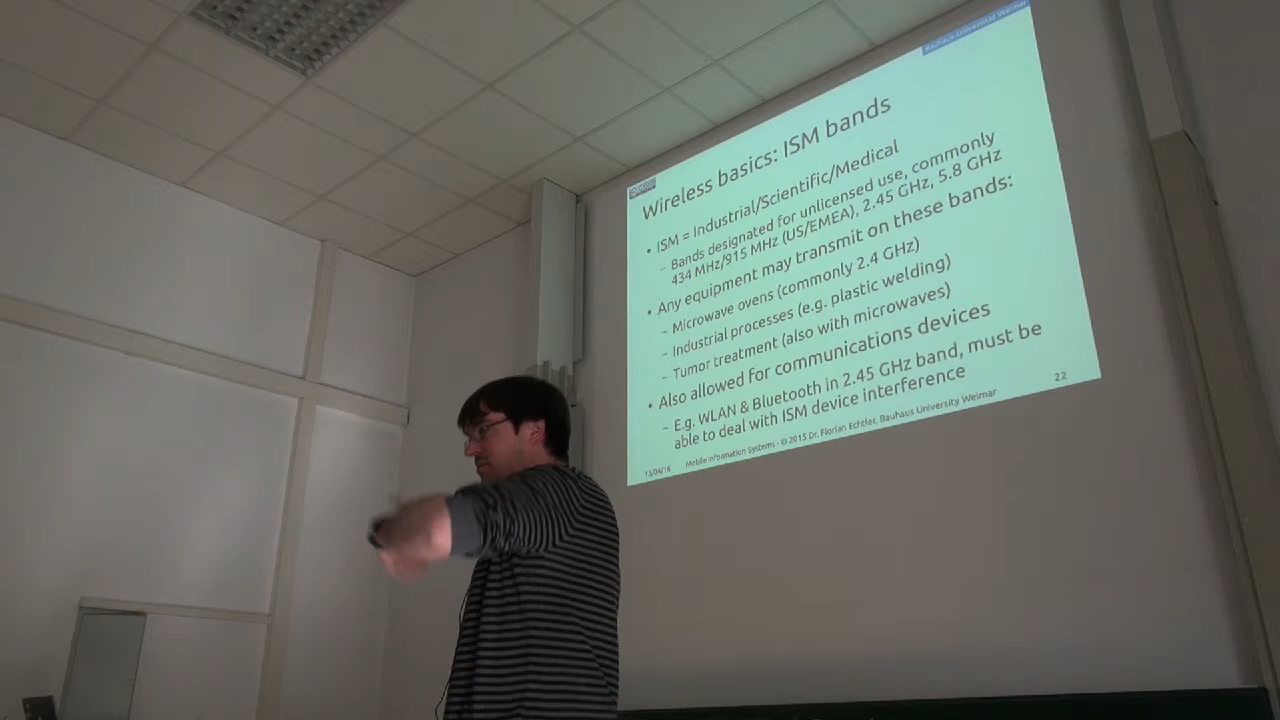 Bauhaus-Universität Weimar
Wireless basics: ISM bands
• ISM = Industrial/Scientific/Medical
– Bands designated for unlicensed use, commonly
434 MHz/915 MHz (US/EMEA), 2.45 GHz, 5.8 GHz
• Any equipment may transmit on these bands:
– Microwave ovens (commonly 2.4 GHz)
– Industrial processes (e.g. plastic welding)
– Tumor treatment (also with microwaves)
• Also allowed for communications devices
– E.g. WLAN & Bluetooth in 2.45 GHz band, must be
able to deal with ISM device interference
13/04/16 Mobile Information Systems - © 2015 Dr. Florian Echtler, Bauhaus University Weimar 22